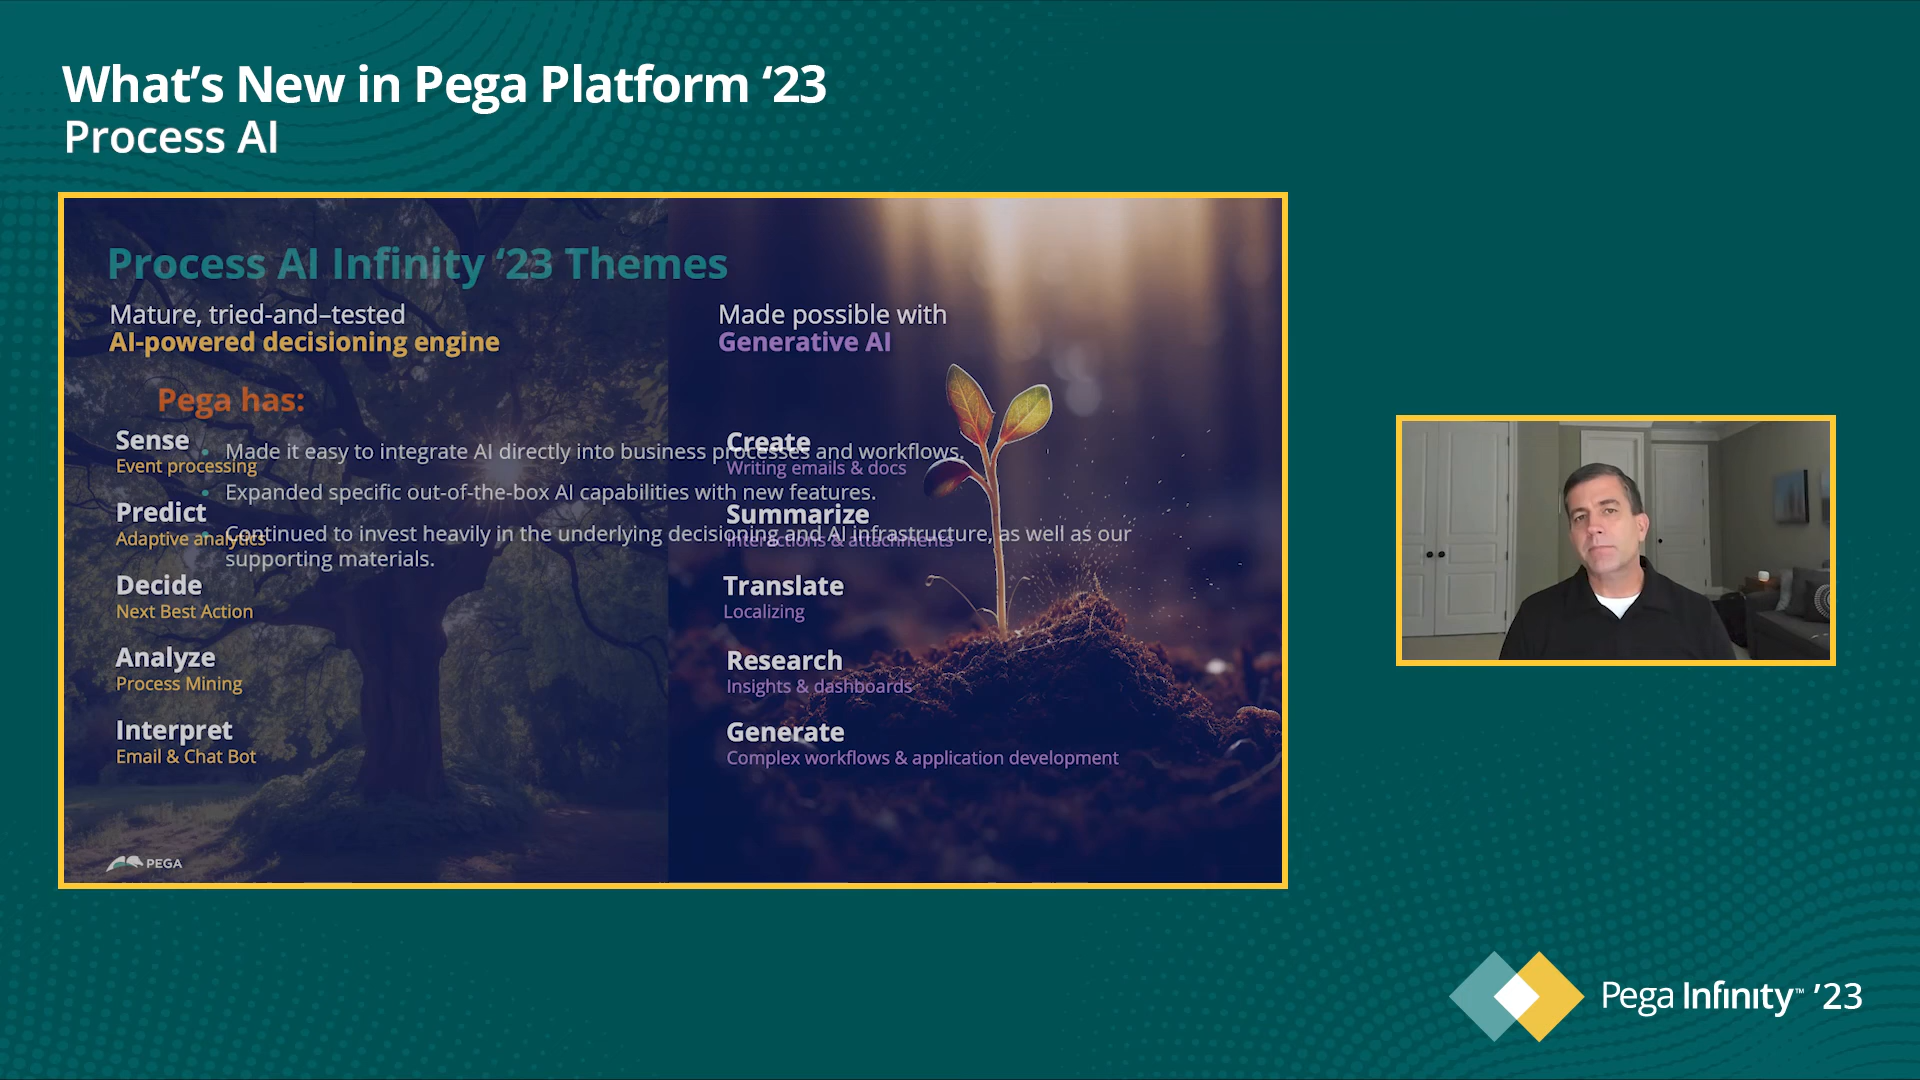 What's New in Pega Platform ‘23
Process AI
Process AI Infinity ‘23 Themes
Mature, tried-and–tested
AI-powered decisioning engine
Pega has:
Made it easy to integrate AI directly into business processes and workflows.
Expanded specific out-of-the-box AI capabilities with new features.
Continued to invest heavily in the underlying decisioning and AI infrastructure, as well as our
supporting materials.
Sense
Event processing
Predict
Adaptive analytics
Decide
Next Best Action
Analyze
Process Mining
Interpret
Email & Chat Bot
Made possible with
Generative AI
Create
Writing emails & docs
Summarize
Interactions & attachments
Translate
Localizing
Research
Insights & dashboards
Generate
Complex workflows & application development
PEGA
Pega Infinity™ ’23